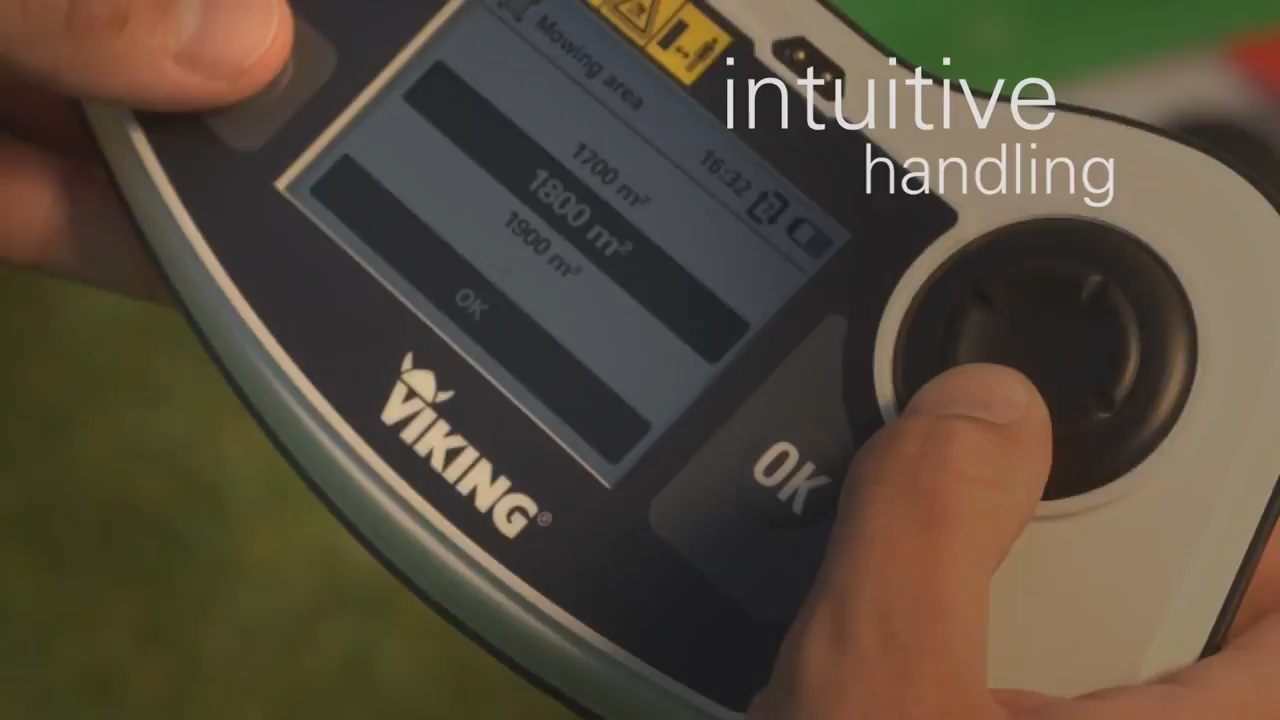 intuitive
handling
Mowing area
16:32
1700 m²
1800 m²
1900 m²
OK
VIKING®
OK